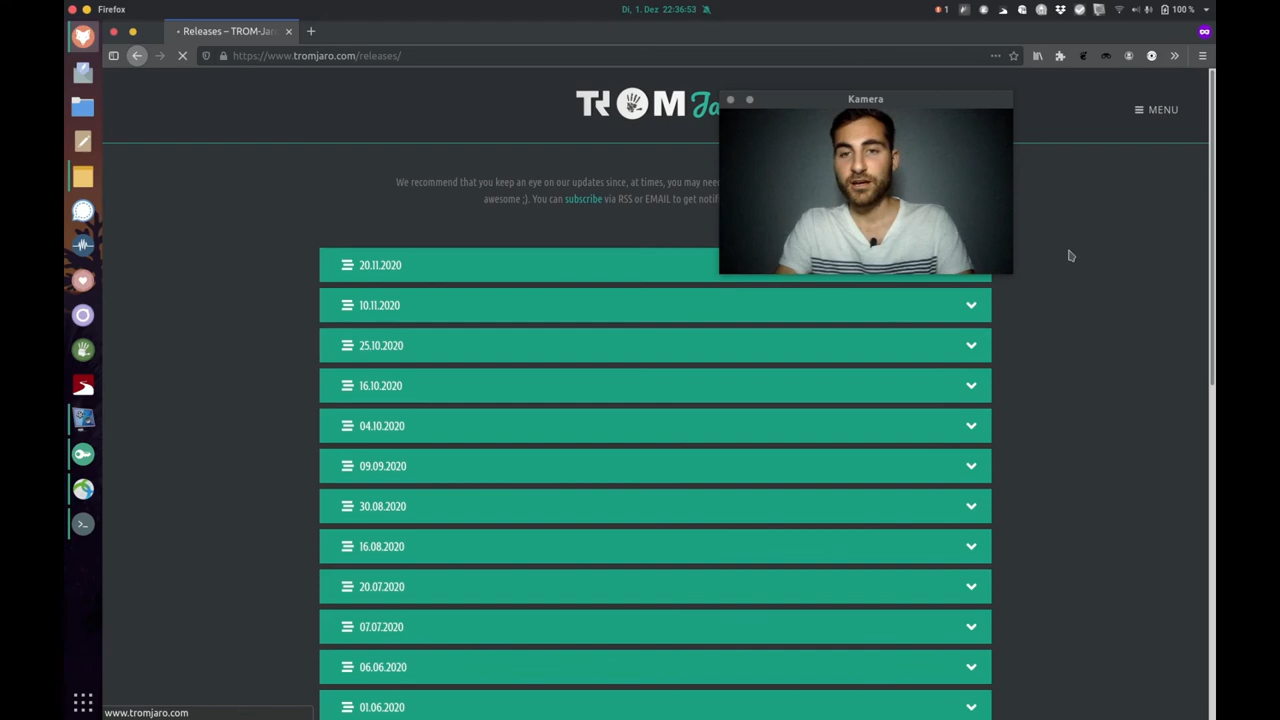 Firefox
Di, 1. Dez 22:36:53
1
100 %
Releases – TROM-Jar
https://www.tromjaro.com/releases/
TROM Ja
Kamera
MENU
We recommend that you keep an eye on our updates since, at times, you may need
awesome ;). You can subscribe via RSS or EMAIL to get notif
20.11.2020
10.11.2020
25.10.2020
16.10.2020
04.10.2020
09.09.2020
30.08.2020
16.08.2020
20.07.2020
07.07.2020
06.06.2020
01.06.2020
www.tromjaro.com